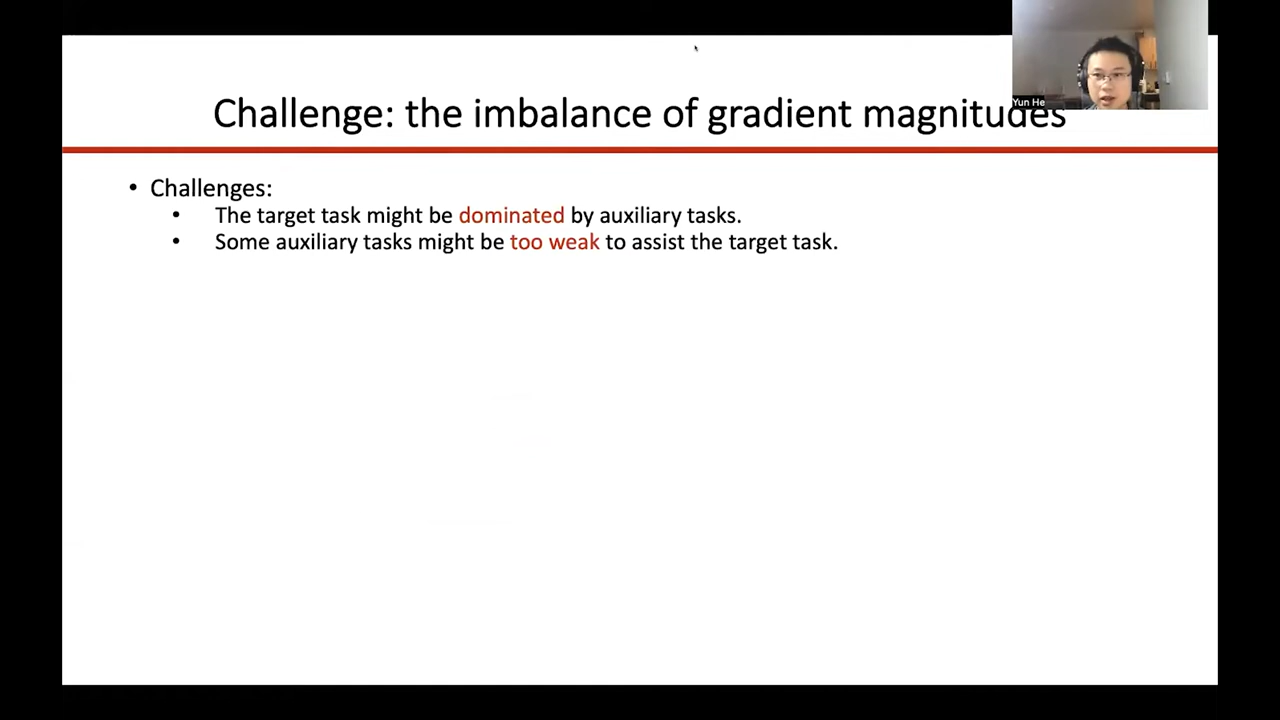 Yun He
Challenge: the imbalance of gradient magnitudes
• Challenges:
• The target task might be dominated by auxiliary tasks.
• Some auxiliary tasks might be too weak to assist the target task.